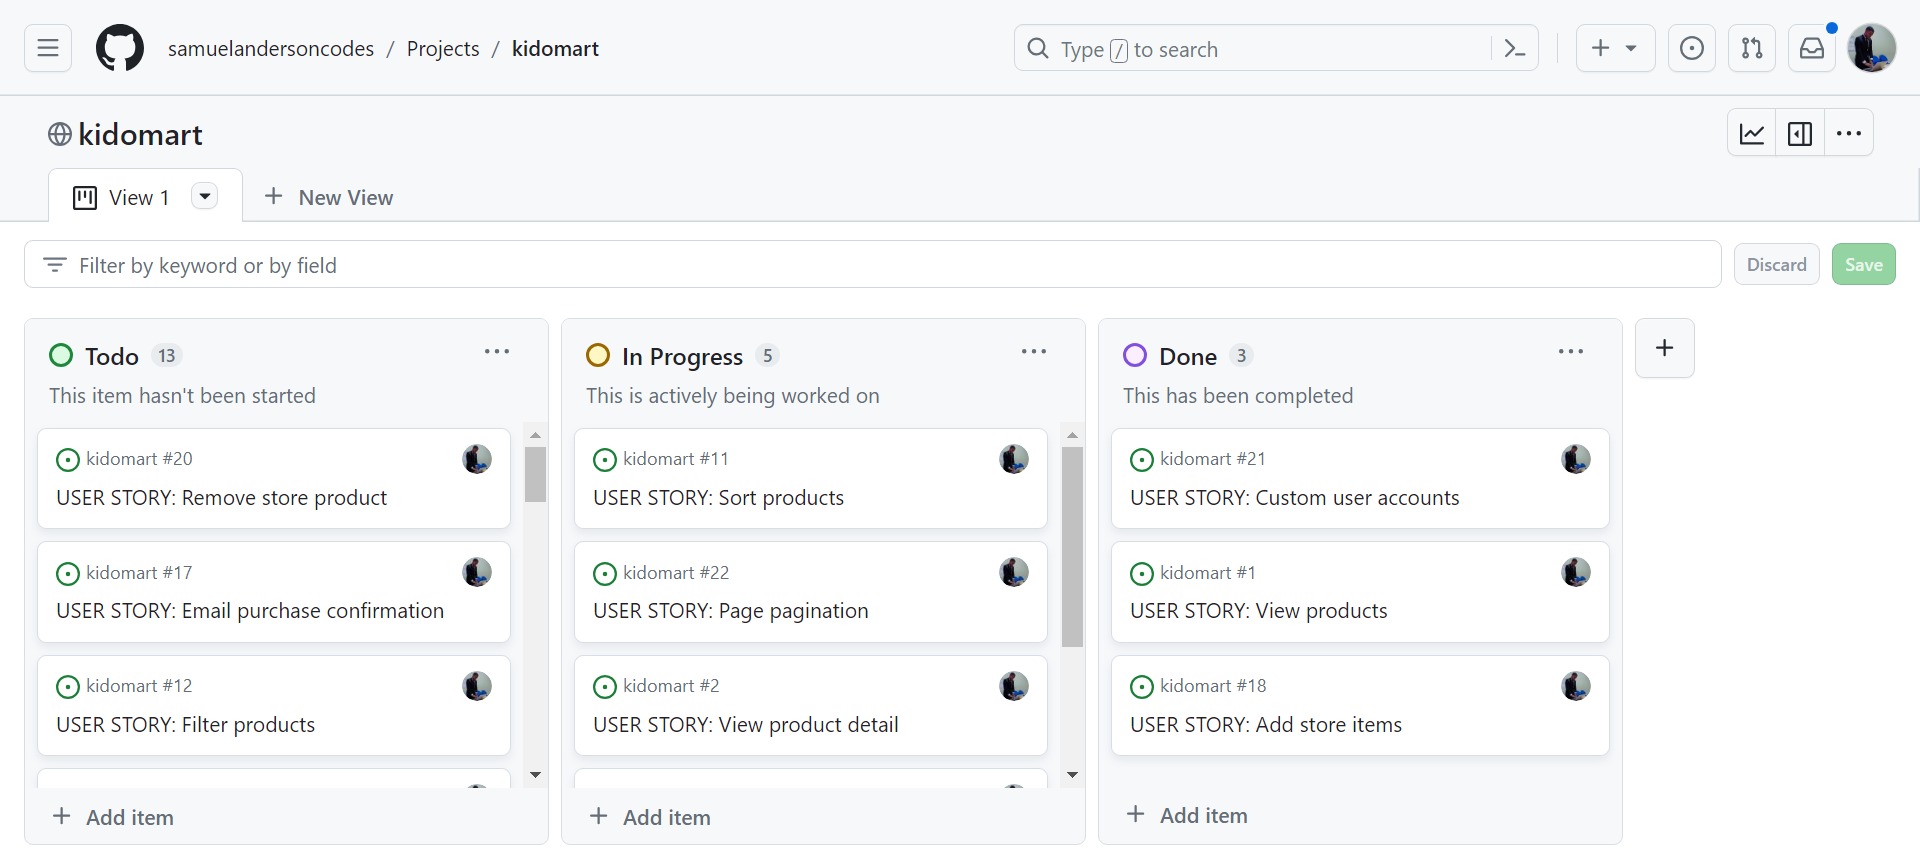 samuelandersoncodes / Projects / kidomart
Type / to search
kidomart
View 1
New View
Filter by keyword or by field
Discard
Save
Todo 13
This item hasn't been started
kidomart #20
USER STORY: Remove store product
kidomart #17
USER STORY: Email purchase confirmation
kidomart #12
USER STORY: Filter products
Add item
In Progress 5
This is actively being worked on
kidomart #11
USER STORY: Sort products
kidomart #22
USER STORY: Page pagination
kidomart #2
USER STORY: View product detail
Add item
Done 3
This has been completed
kidomart #21
USER STORY: Custom user accounts
kidomart #1
USER STORY: View products
kidomart #18
USER STORY: Add store items
Add item